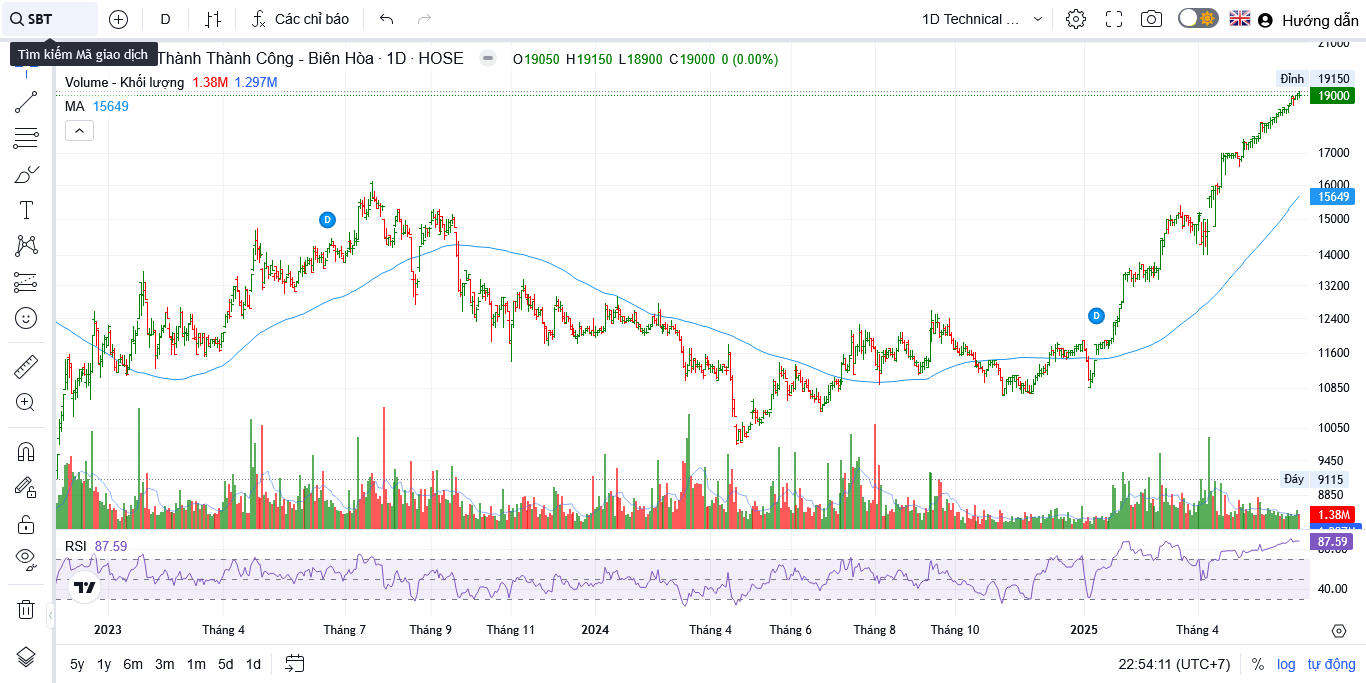 SBT D Các chỉ báo 1D Technical ... Hướng dẫn
Tìm kiếm Mã giao dịch
Thành Thành Công - Biên Hòa · 1D · HOSE O19050 H19150 L18900 C19000 0 (0.00%)
Volume - Khối lượng 1.38M 1.297M
MA 15649
21000
Đỉnh 19150
19000
17000
16000
15649
15000
14000
13200
12400
11600
10850
10050
9450
Đáy 9115
8850
1.38M
RSI 87.59
87.59
80.00
40.00
D
D
2023 Tháng 4 Tháng 7 Tháng 9 Tháng 11 2024 Tháng 4 Tháng 6 Tháng 8 Tháng 10 2025 Tháng 4
5y 1y 6m 3m 1m 5d 1d 22:54:11 (UTC+7) % log tự động